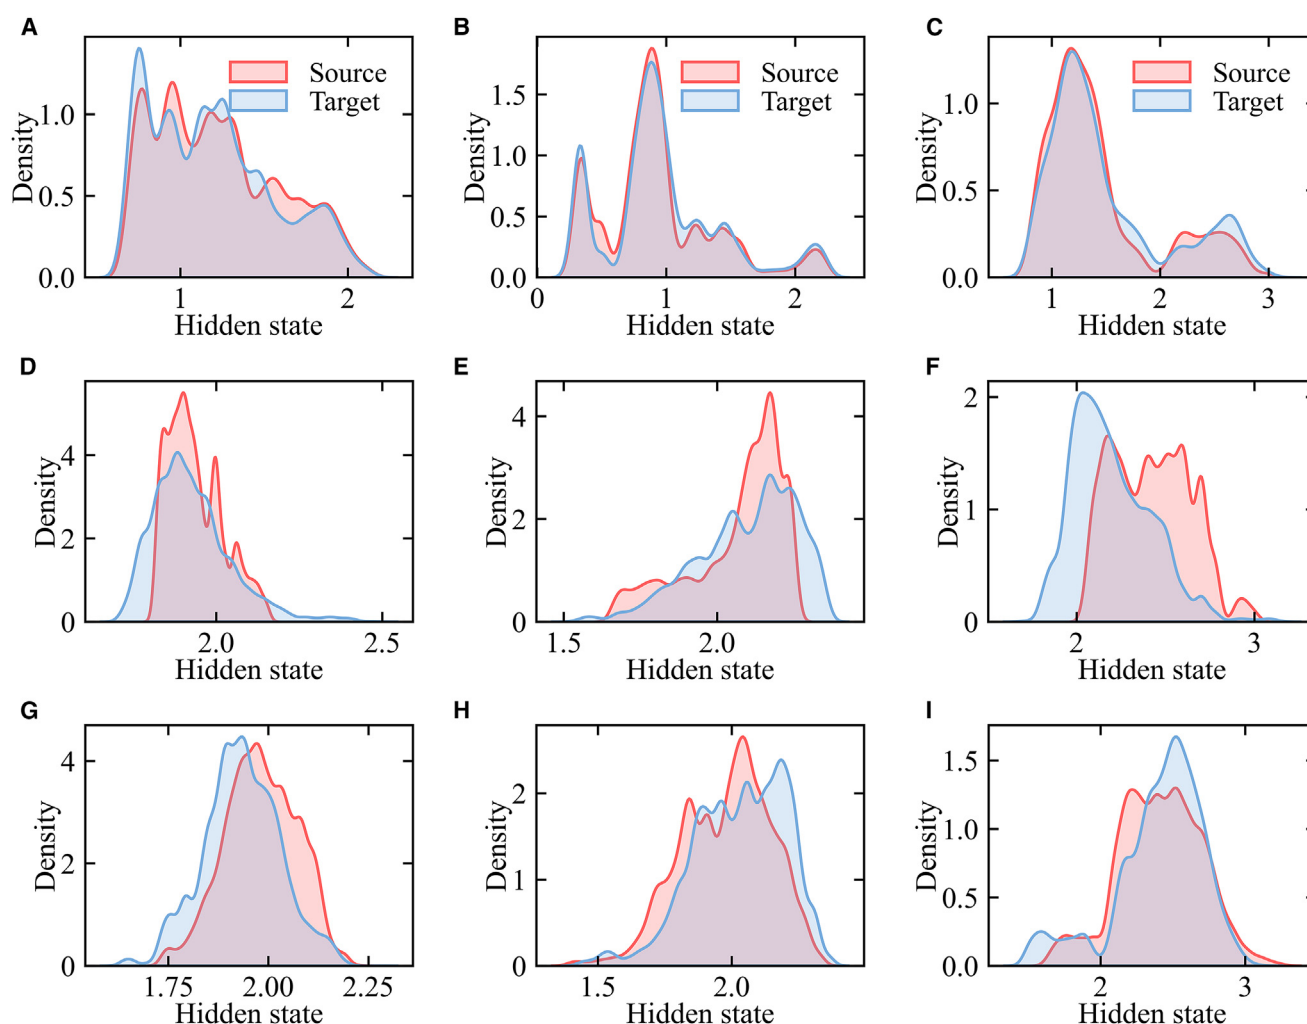 A
B
C
Source
Target
Source
Target
Source
Target
Density
1.0
0.5
0.0
Density
1.5
1.0
0.5
0.0
Density
1.0
0.5
0.0
1 2
0 1 2
1 2 3
Hidden state
Hidden state
Hidden state
D
E
F
Density
4
2
0
Density
4
2
0
Density
2
1
0
2.0 2.5
1.5 2.0
2 3
Hidden state
Hidden state
Hidden state
G
H
I
Density
4
2
0
Density
2
1
0
Density
1.5
1.0
0.5
0.0
1.75 2.00 2.25
1.5 2.0
2 3
Hidden state
Hidden state
Hidden state